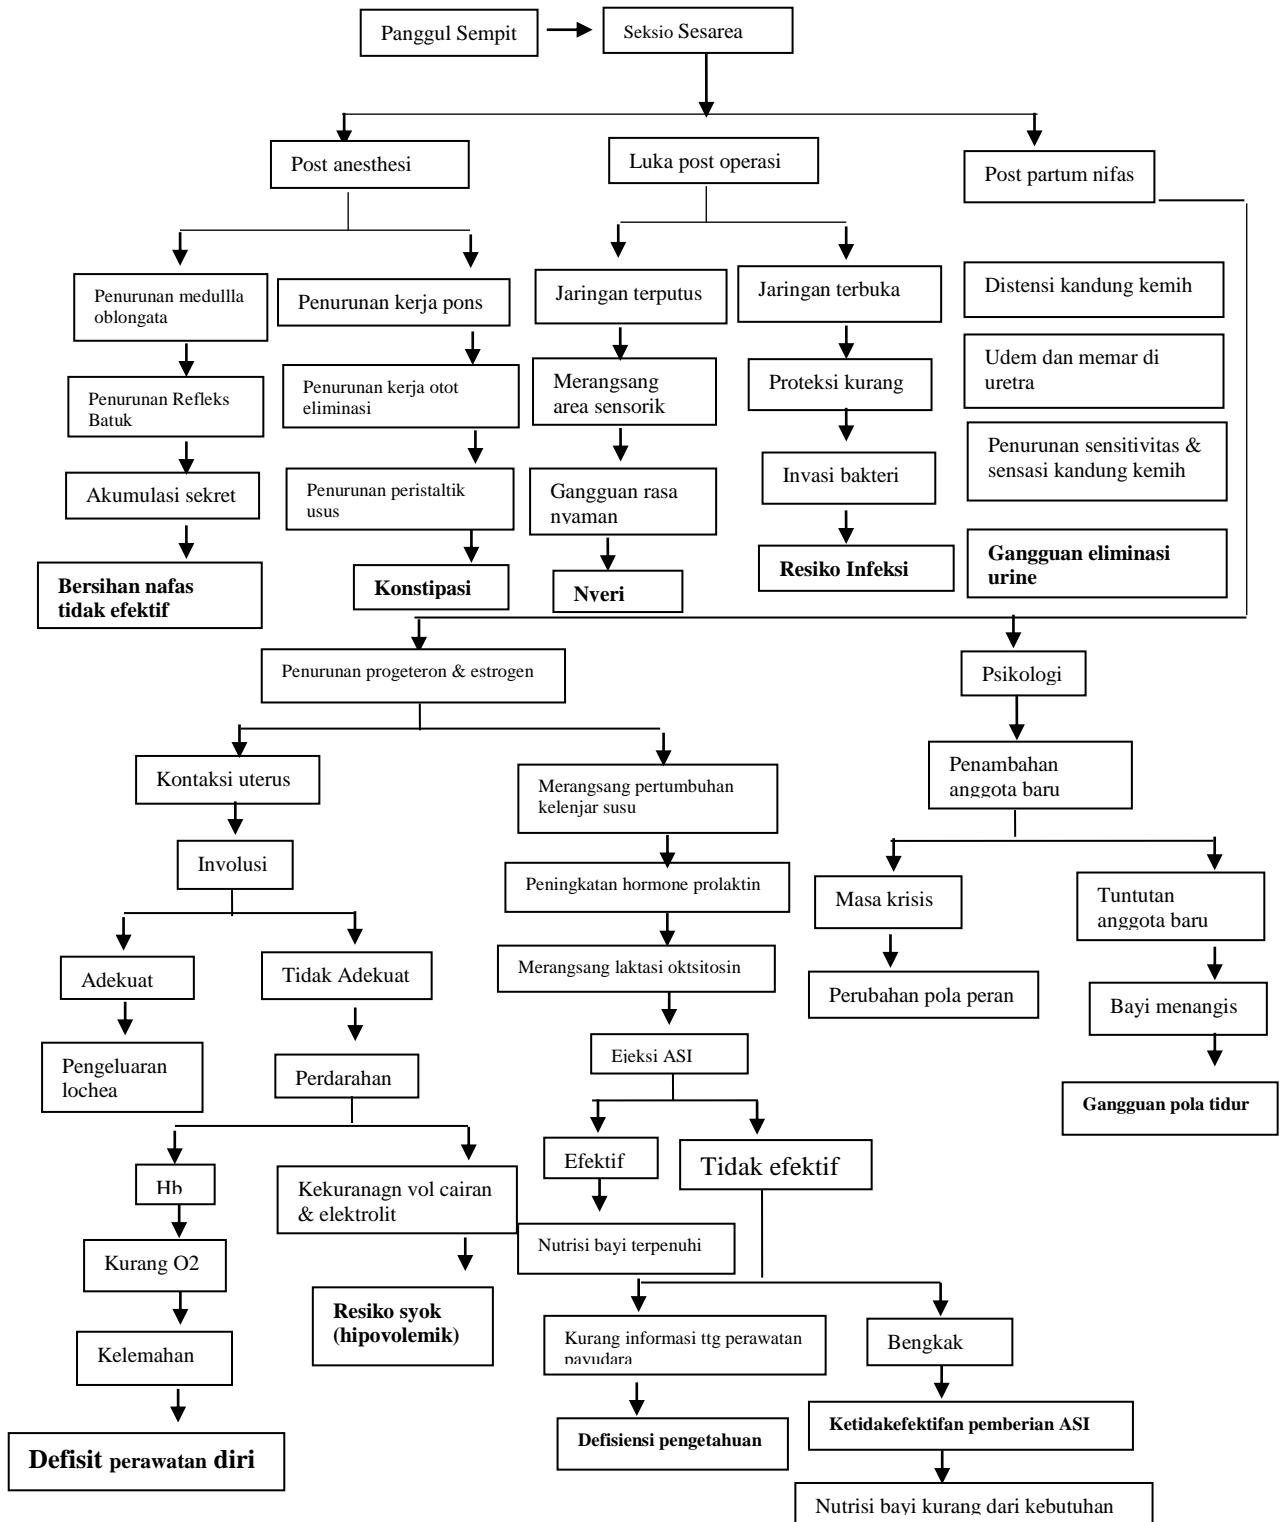 Panggul Sempit
Seksio Sesarea
Post anesthesi
Luka post operasi
Post partum nifas
Penurunan medullla
oblongata
Penurunan kerja pons
Jaringan terputus
Jaringan terbuka
Distensi kandung kemih
Penurunan Refleks
Batuk
Penurunan kerja otot
eliminasi
Merangsang
area sensorik
Proteksi kurang
Udem dan memar di
uretra
Akumulasi sekret
Penurunan peristaltik
usus
Gangguan rasa
nyaman
Invasi bakteri
Penurunan sensitivitas &
sensasi kandung kemih
Bersihan nafas
tidak efektif
Konstipasi
Nyeri
Resiko Infeksi
Gangguan eliminasi
urine
Penurunan progeteron & estrogen
Psikologi
Kontaksi uterus
Merangsang pertumbuhan
kelenjar susu
Penambahan
anggota baru
Involusi
Peningkatan hormone prolaktin
Masa krisis
Tuntutan
anggota baru
Adekuat
Tidak Adekuat
Merangsang laktasi oktsitosin
Perubahan pola peran
Bayi menangis
Pengeluaran
lochea
Perdarahan
Ejeksi ASI
Gangguan pola tidur
Hb
Kekuranagn vol cairan
& elektrolit
Efektif
Tidak efektif
Kurang O2
Nutrisi bayi terpenuhi
Resiko syok
(hipovolemik)
Kelemahan
Kurang informasi ttg perawatan
payudara
Bengkak
Defisit perawatan diri
Defisiensi pengetahuan
Ketidakefektifan pemberian ASI
Nutrisi bayi kurang dari kebutuhan